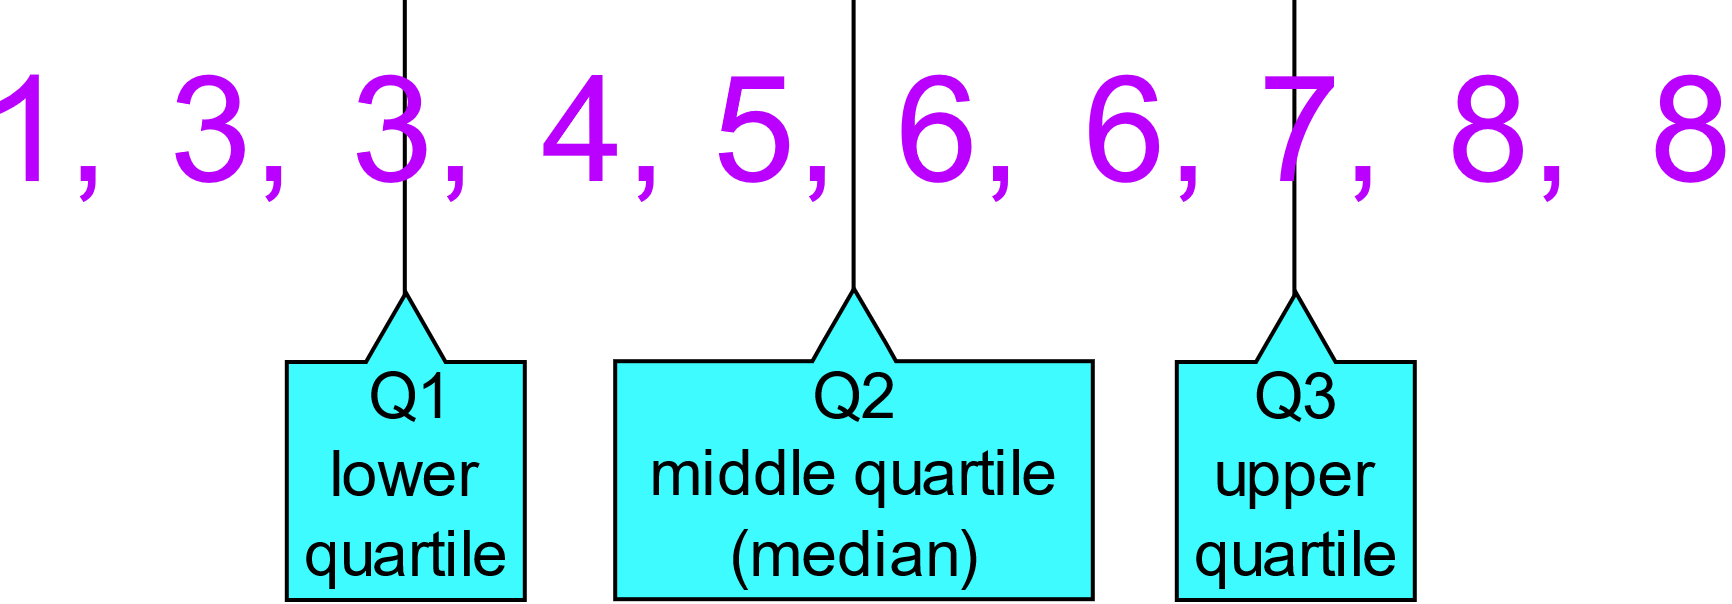 1, 3, 3, 4, 5, 6, 6, 7, 8, 8
Q1
lower
quartile
Q2
middle quartile
(median)
Q3
upper
quartile